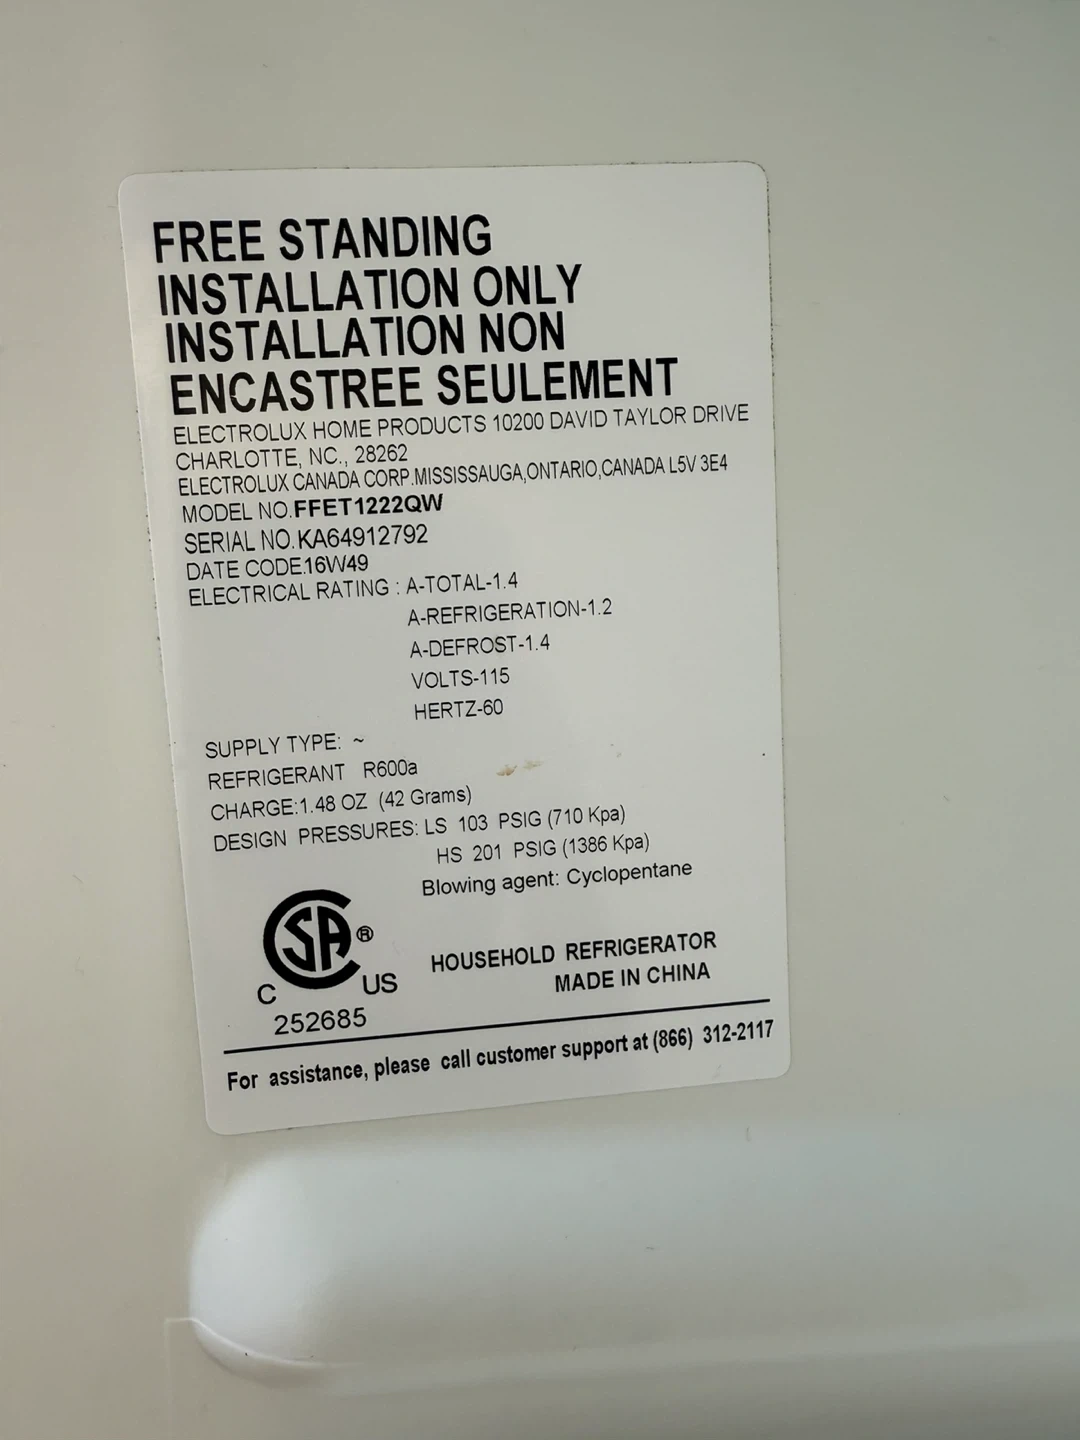 FREE STANDING
INSTALLATION ONLY
INSTALLATION NON
ENCASTREE SEULEMENT
ELECTROLUX HOME PRODUCTS 10200 DAVID TAYLOR DRIVE
CHARLOTTE, NC., 28262
ELECTROLUX CANADA CORP.MISSISSAUGA,ONTARIO,CANADA L5V 3E4
MODEL NO.FFET1222QW
SERIAL NO.KA64912792
DATE CODE:16W49
ELECTRICAL RATING : A-TOTAL-1.4
A-REFRIGERATION-1.2
A-DEFROST-1.4
VOLTS-115
HERTZ-60
SUPPLY TYPE: ~
REFRIGERANT R600a
CHARGE:1.48 OZ (42 Grams)
DESIGN PRESSURES: LS 103 PSIG (710 Kpa)
HS 201 PSIG (1386 Kpa)
Blowing agent: Cyclopentane
CSA®
C US
252685
HOUSEHOLD REFRIGERATOR
MADE IN CHINA
For assistance, please call customer support at (866) 312-2117